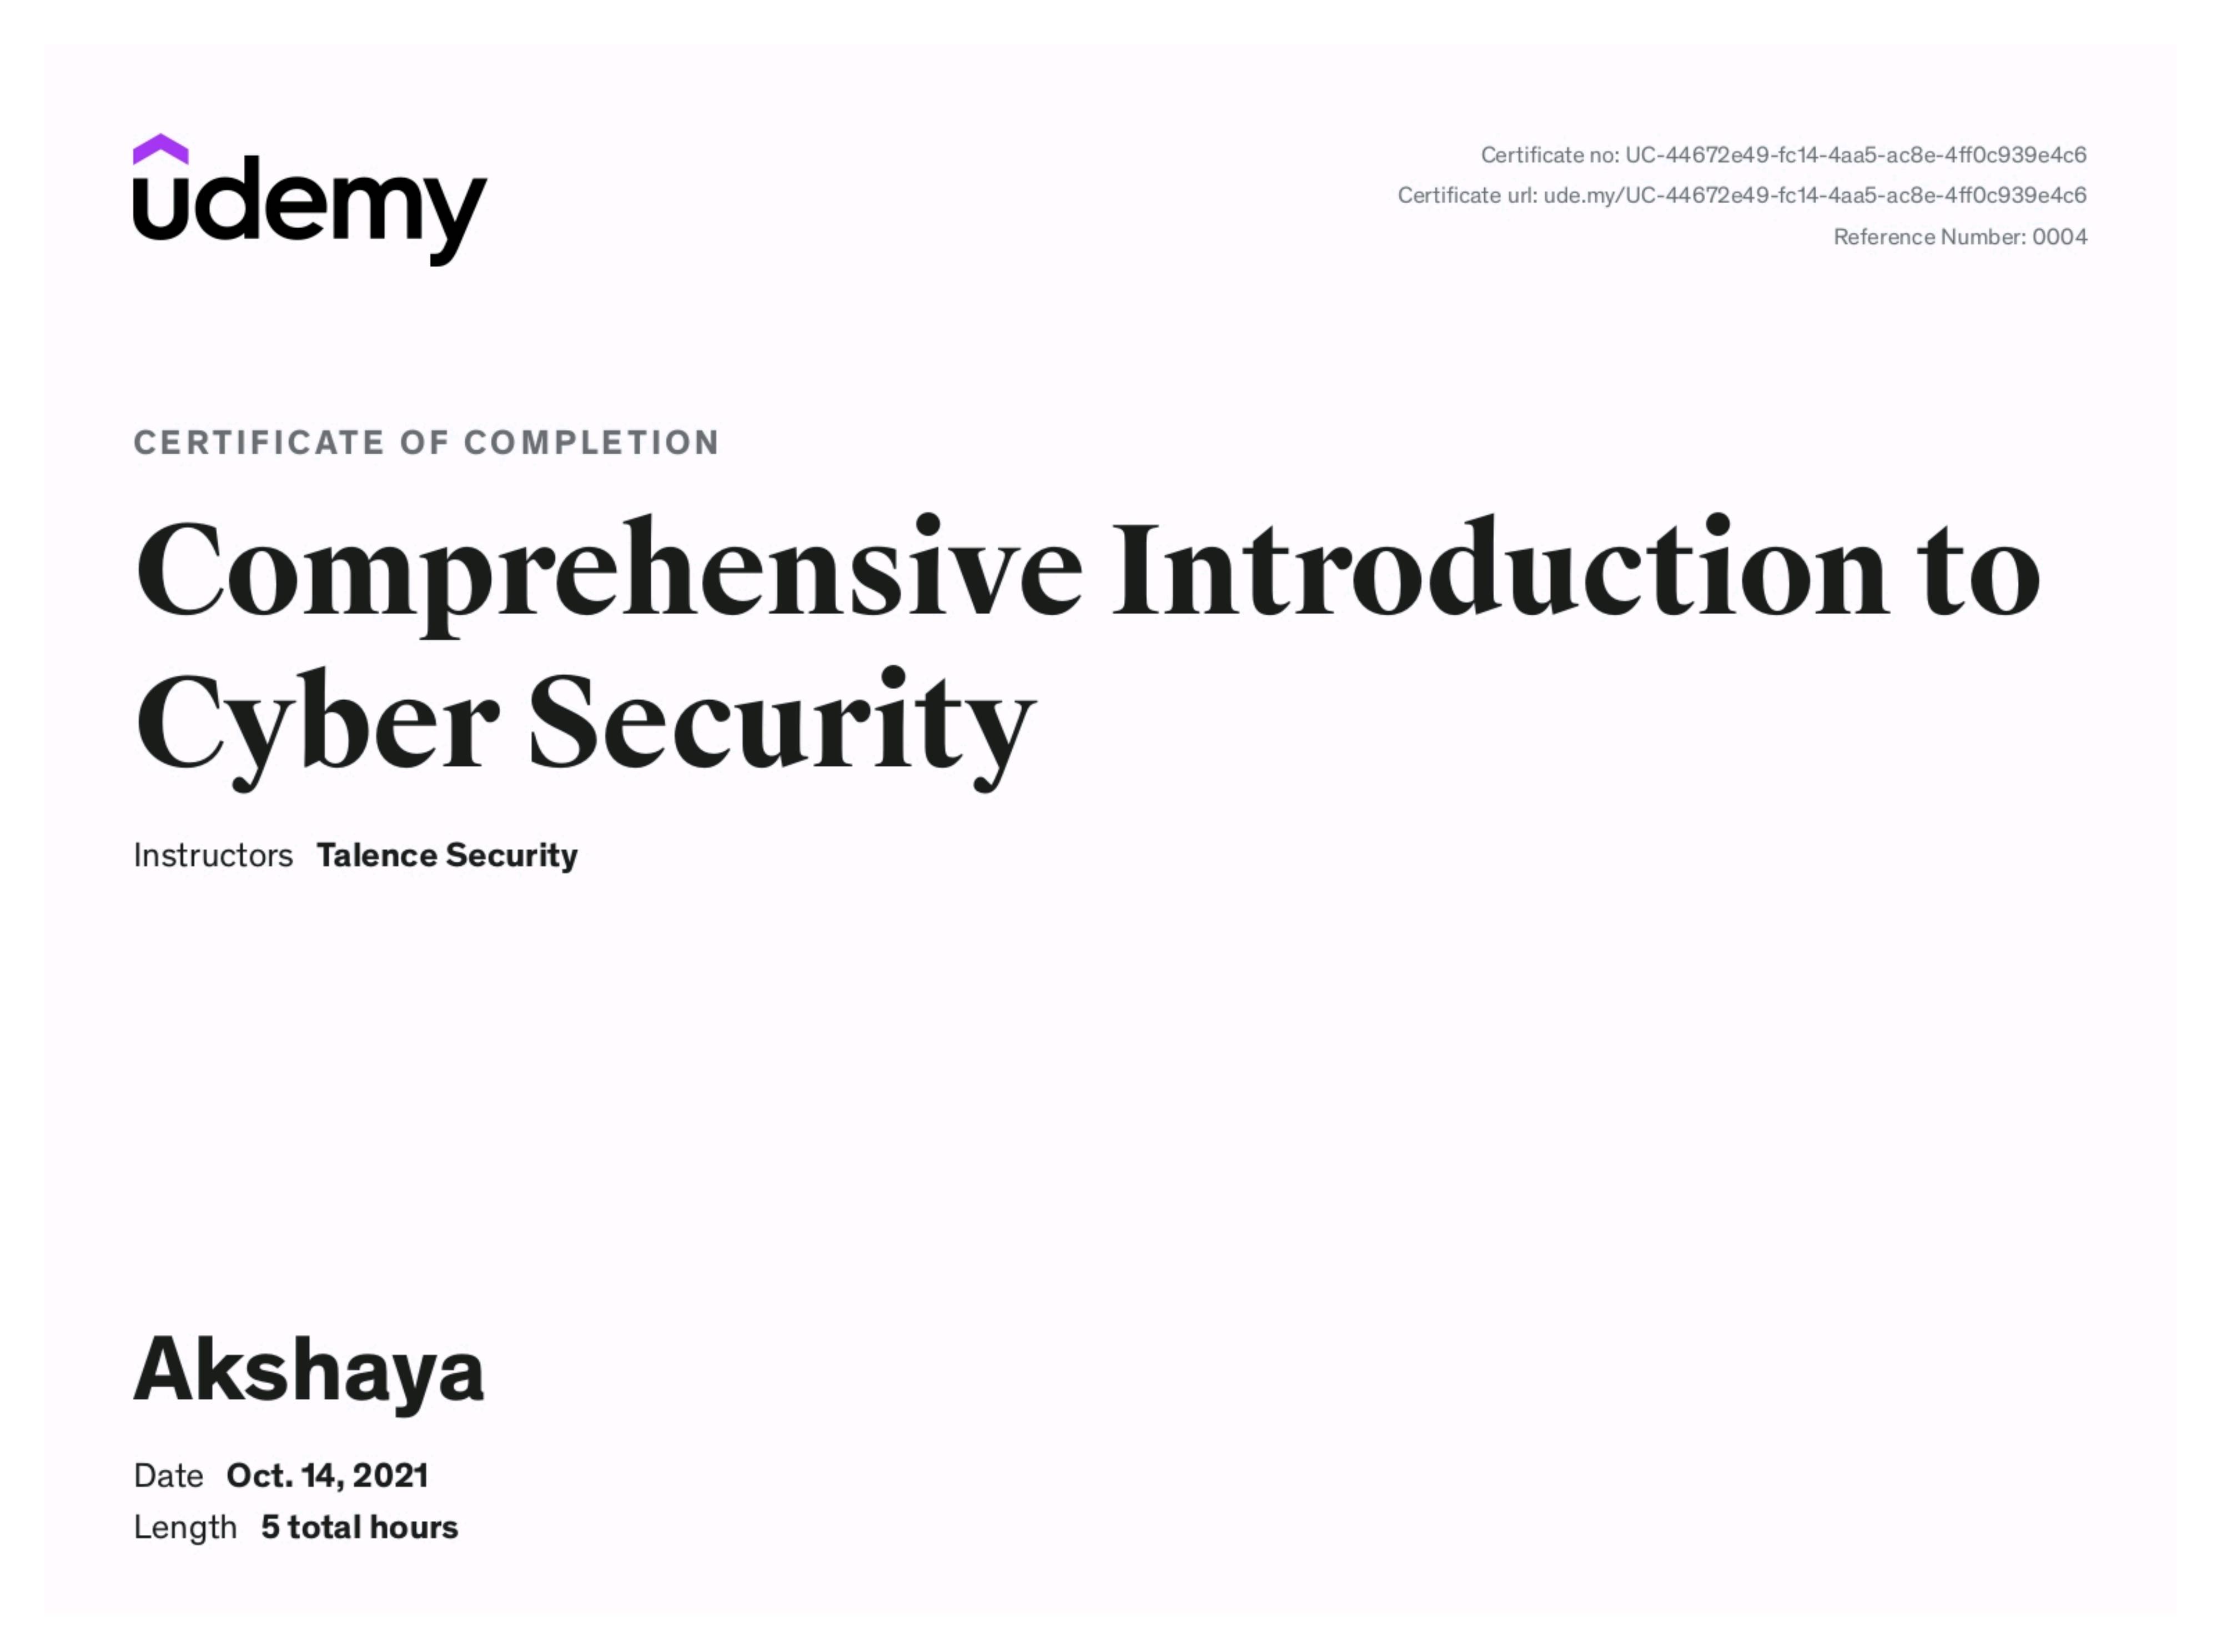 udemy
Certificate no: UC-44672e49-fc14-4aa5-ac8e-4ff0c939e4c6
Certificate url: ude.my/UC-44672e49-fc14-4aa5-ac8e-4ff0c939e4c6
Reference Number: 0004
CERTIFICATE OF COMPLETION
Comprehensive Introduction to
Cyber Security
Instructors Talence Security
Akshaya
Date Oct. 14, 2021
Length 5 total hours